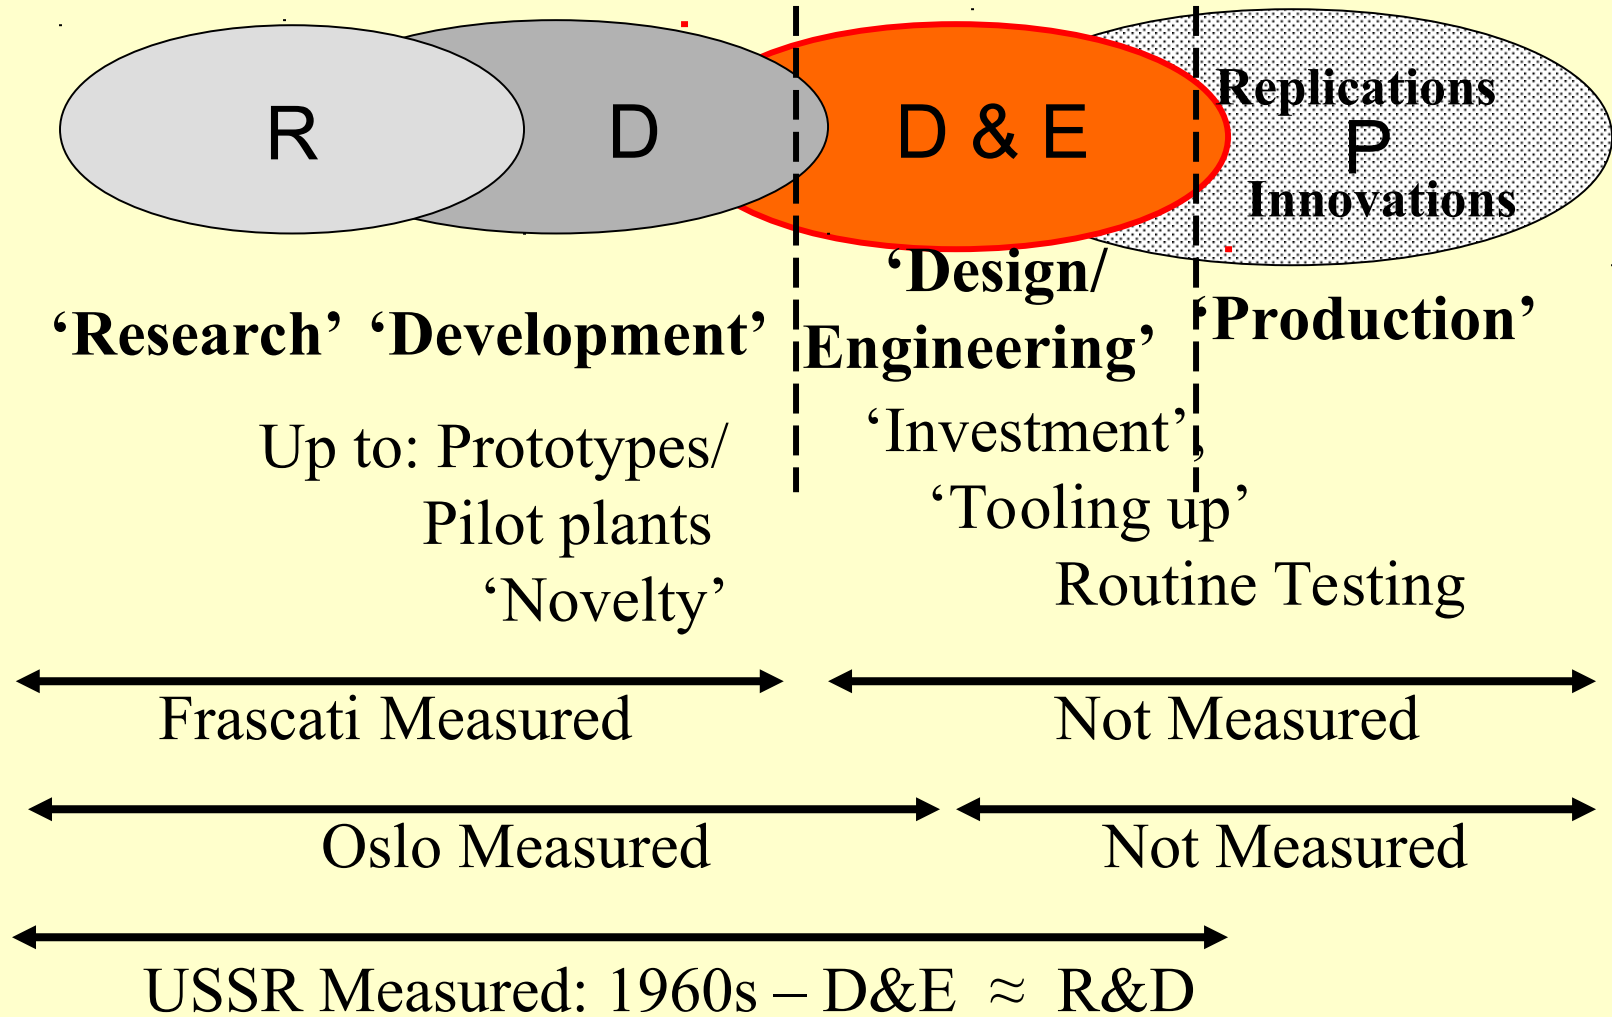 R D D & E Replications
P
Innovations
‘Research’ ‘Development’ ‘Design/
Engineering’ ‘Production’
Up to: Prototypes/
Pilot plants
‘Novelty’
‘Investment’,
‘Tooling up’
Routine Testing
Frascati Measured Not Measured
Oslo Measured Not Measured
USSR Measured: 1960s – D&E ≈ R&D